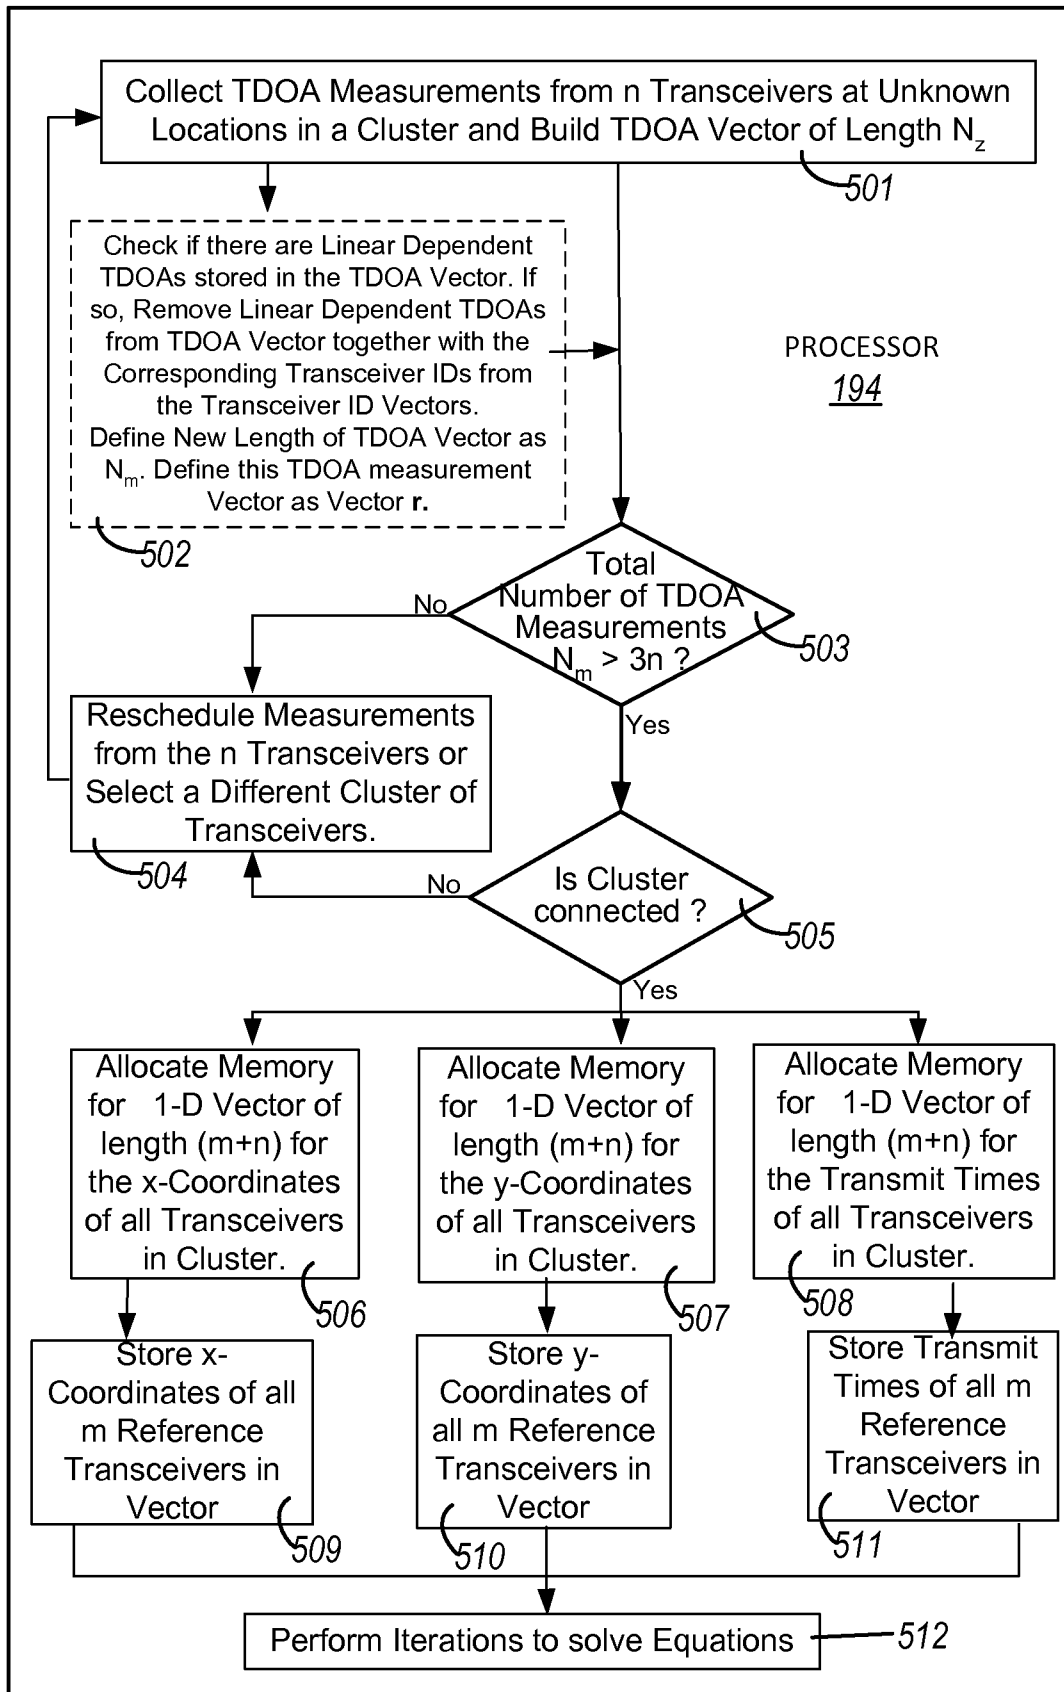 Collect TDOA Measurements from n Transceivers at Unknown
Locations in a Cluster and Build TDOA Vector of Length Nz
501
Check if there are Linear Dependent
TDOAs stored in the TDOA Vector. If
so, Remove Linear Dependent TDOAs
from TDOA Vector together with the
Corresponding Transceiver IDs from
the Transceiver ID Vectors.
Define New Length of TDOA Vector as
Nm. Define this TDOA measurement
Vector as Vector r.
502
PROCESSOR
194
Total
Number of TDOA
Measurements
Nm > 3n ?
503
No
Yes
Reschedule Measurements
from the n Transceivers or
Select a Different Cluster of
Transceivers.
504
Is Cluster
connected ?
505
No
Yes
Allocate Memory
for 1-D Vector of
length (m+n) for
the x-Coordinates
of all Transceivers
in Cluster.
506
Allocate Memory
for 1-D Vector of
length (m+n) for
the y-Coordinates
of all Transceivers
in Cluster.
507
Allocate Memory
for 1-D Vector of
length (m+n) for
the Transmit Times
of all Transceivers
in Cluster.
508
Store x-
Coordinates of all
m Reference
Transceivers in
Vector
509
Store y-
Coordinates of
all m Reference
Transceivers in
Vector
510
Store Transmit
Times of all m
Reference
Transceivers in
Vector
511
Perform Iterations to solve Equations
512